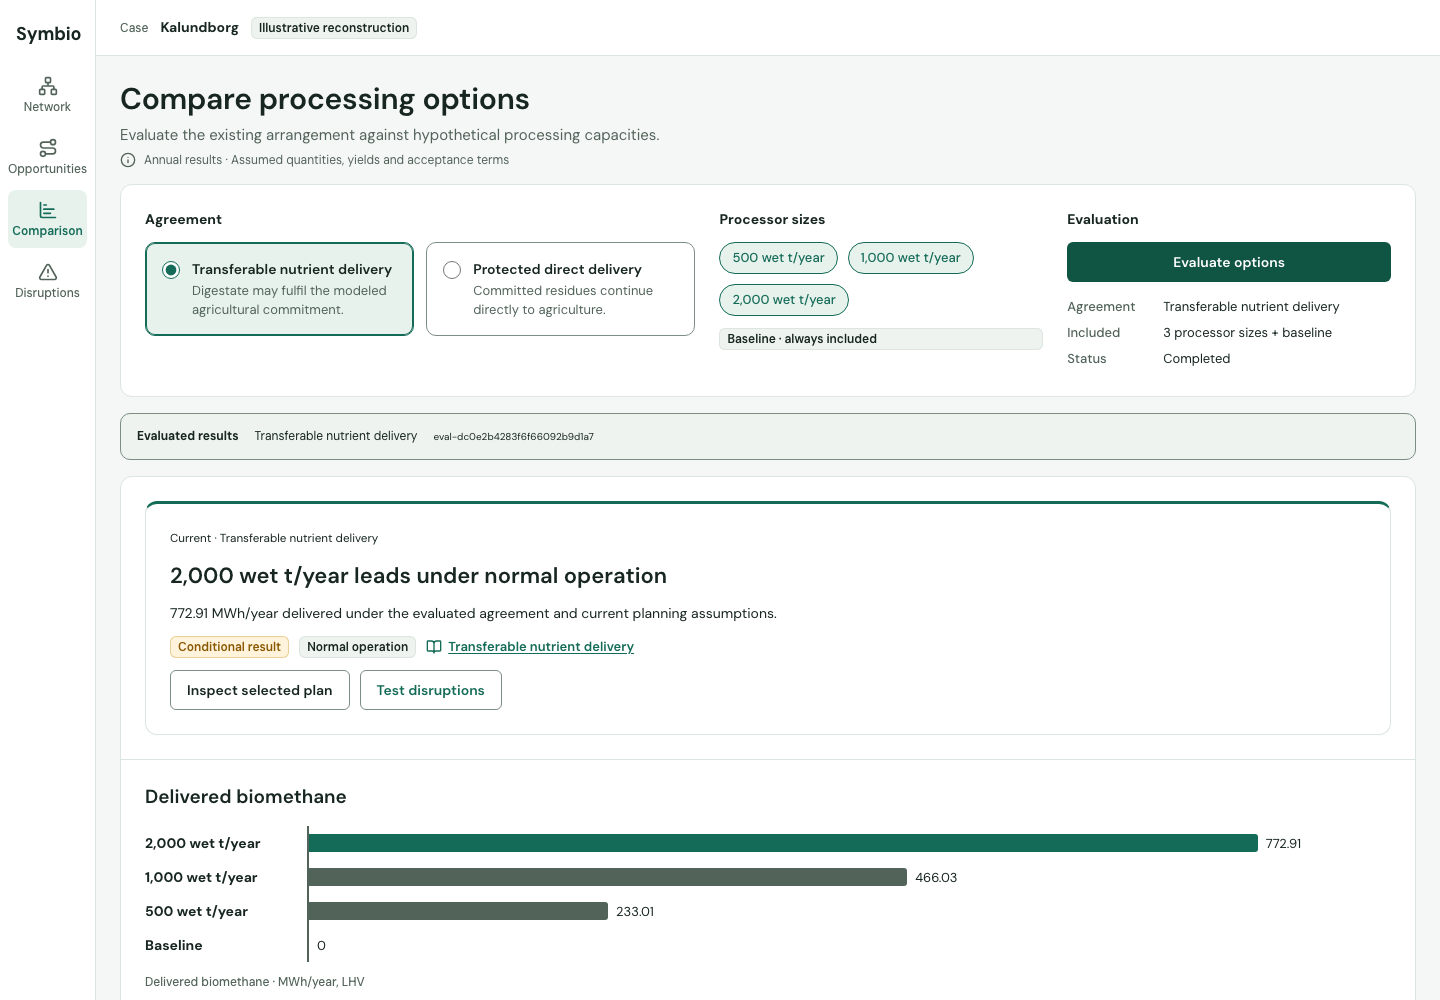 Symbio
Network
Opportunities
Comparison
Disruptions
Case Kalundborg Illustrative reconstruction
Compare processing options
Evaluate the existing arrangement against hypothetical processing capacities.
Annual results · Assumed quantities, yields and acceptance terms
Agreement
Transferable nutrient delivery
Digestate may fulfil the modeled
agricultural commitment.
Protected direct delivery
Committed residues continue
directly to agriculture.
Processor sizes
500 wet t/year
1,000 wet t/year
2,000 wet t/year
Baseline · always included
Evaluation
Evaluate options
Agreement Transferable nutrient delivery
Included 3 processor sizes + baseline
Status Completed
Evaluated results Transferable nutrient delivery eval-dc0e2b4283f6f66092b9d1a7
Current · Transferable nutrient delivery
2,000 wet t/year leads under normal operation
772.91 MWh/year delivered under the evaluated agreement and current planning assumptions.
Conditional result Normal operation Transferable nutrient delivery
Inspect selected plan Test disruptions
Delivered biomethane
2,000 wet t/year 772.91
1,000 wet t/year 466.03
500 wet t/year 233.01
Baseline 0
Delivered biomethane · MWh/year, LHV